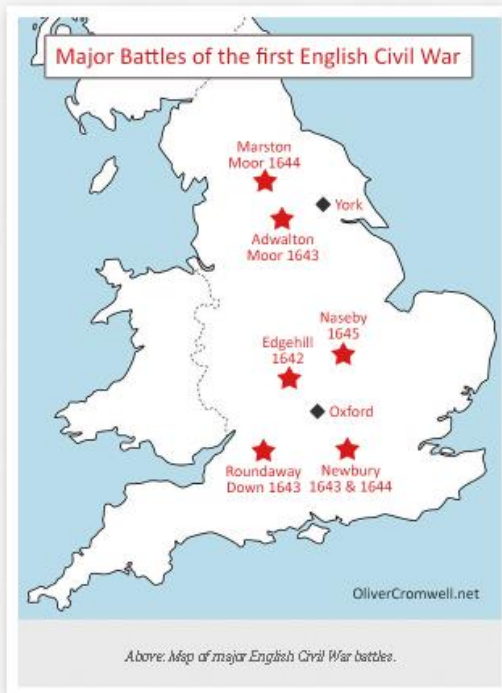 Major Battles of the first English Civil War
Marston
Moor 1644
York
Adwalton
Moor 1643
Naseby
1645
Edgehill
1642
Oxford
Roundaway
Down 1643
Newbury
1643 & 1644
OliverCromwell.net
Above: Map of major English Civil War battles.